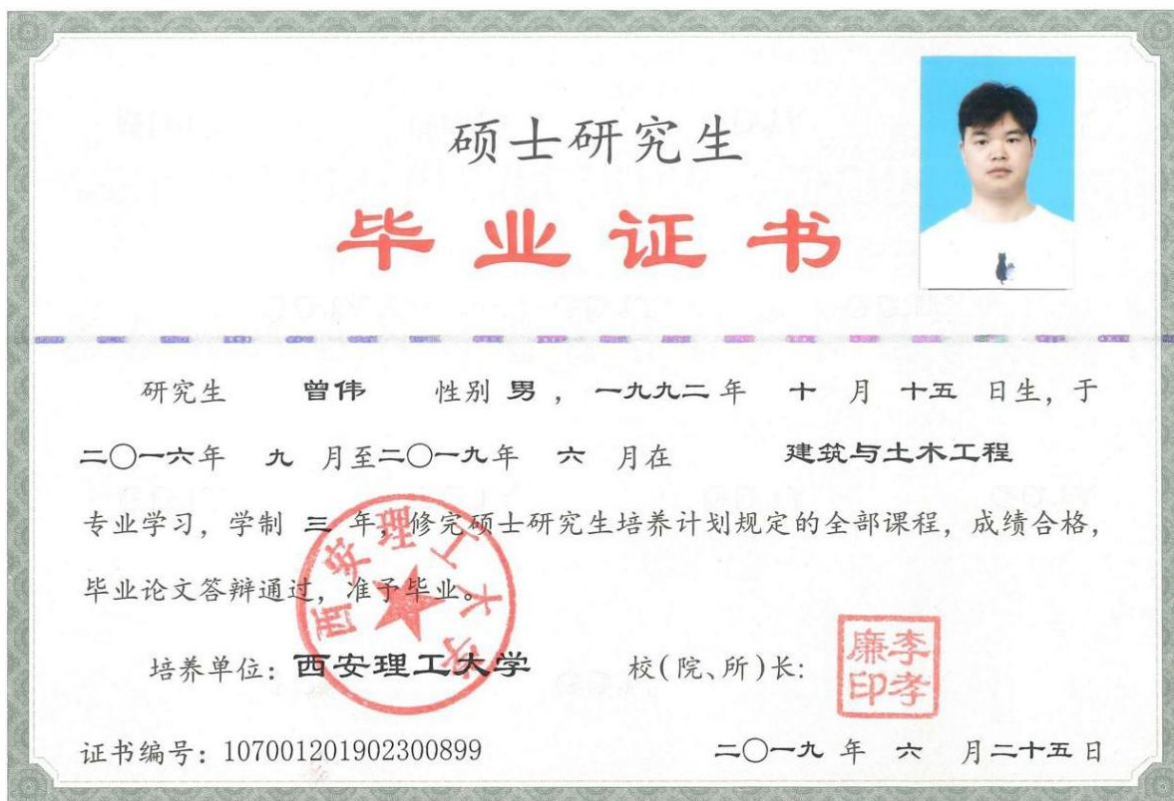 硕士研究生
毕业证书
研究生 曾伟 性别 男 ， 一九九二 年 十 月 十五 日生，于
二〇一六年 九 月至二〇一九年 六 月在 建筑与土木工程
专业学习，学制 三 年，修完硕士研究生培养计划规定的全部课程，成绩合格，
毕业论文答辩通过，准予毕业。
西安理工大学
培养单位：西安理工大学 校(院、所)长：
李孝廉印
证书编号：107001201902300899 二〇一九 年 六 月二十五日